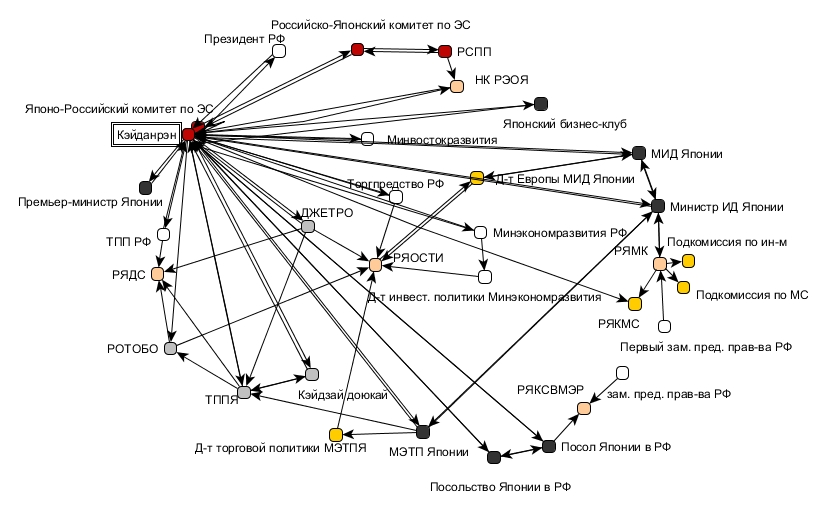 Российско-Японский комитет по ЭС
Президент РФ
РСПП
НК РЭОЯ
Японо-Российский комитет по ЭС
Японский бизнес-клуб
Кэйданрэн
Минвостокразвития
МИД Японии
Д-т Европы МИД Японии
Торгпредство РФ
Премьер-министр Японии
Министр ИД Японии
ДЖЕТРО
Минэкономразвития РФ
ТПП РФ
РЯМК
Подкомиссия по ин-м
РЯОСТИ
РЯДС
Д-т инвест. политики Минэкономразвития
Подкомиссия по МС
РЯКМС
РОТОБО
Первый зам. пред. прав-ва РФ
ТППЯ
Кэйдзай доюкай
РЯКСВМЭР
зам. пред. прав-ва РФ
Д-т торговой политики МЭТПЯ
МЭТП Японии
Посол Японии в РФ
Посольство Японии в РФ